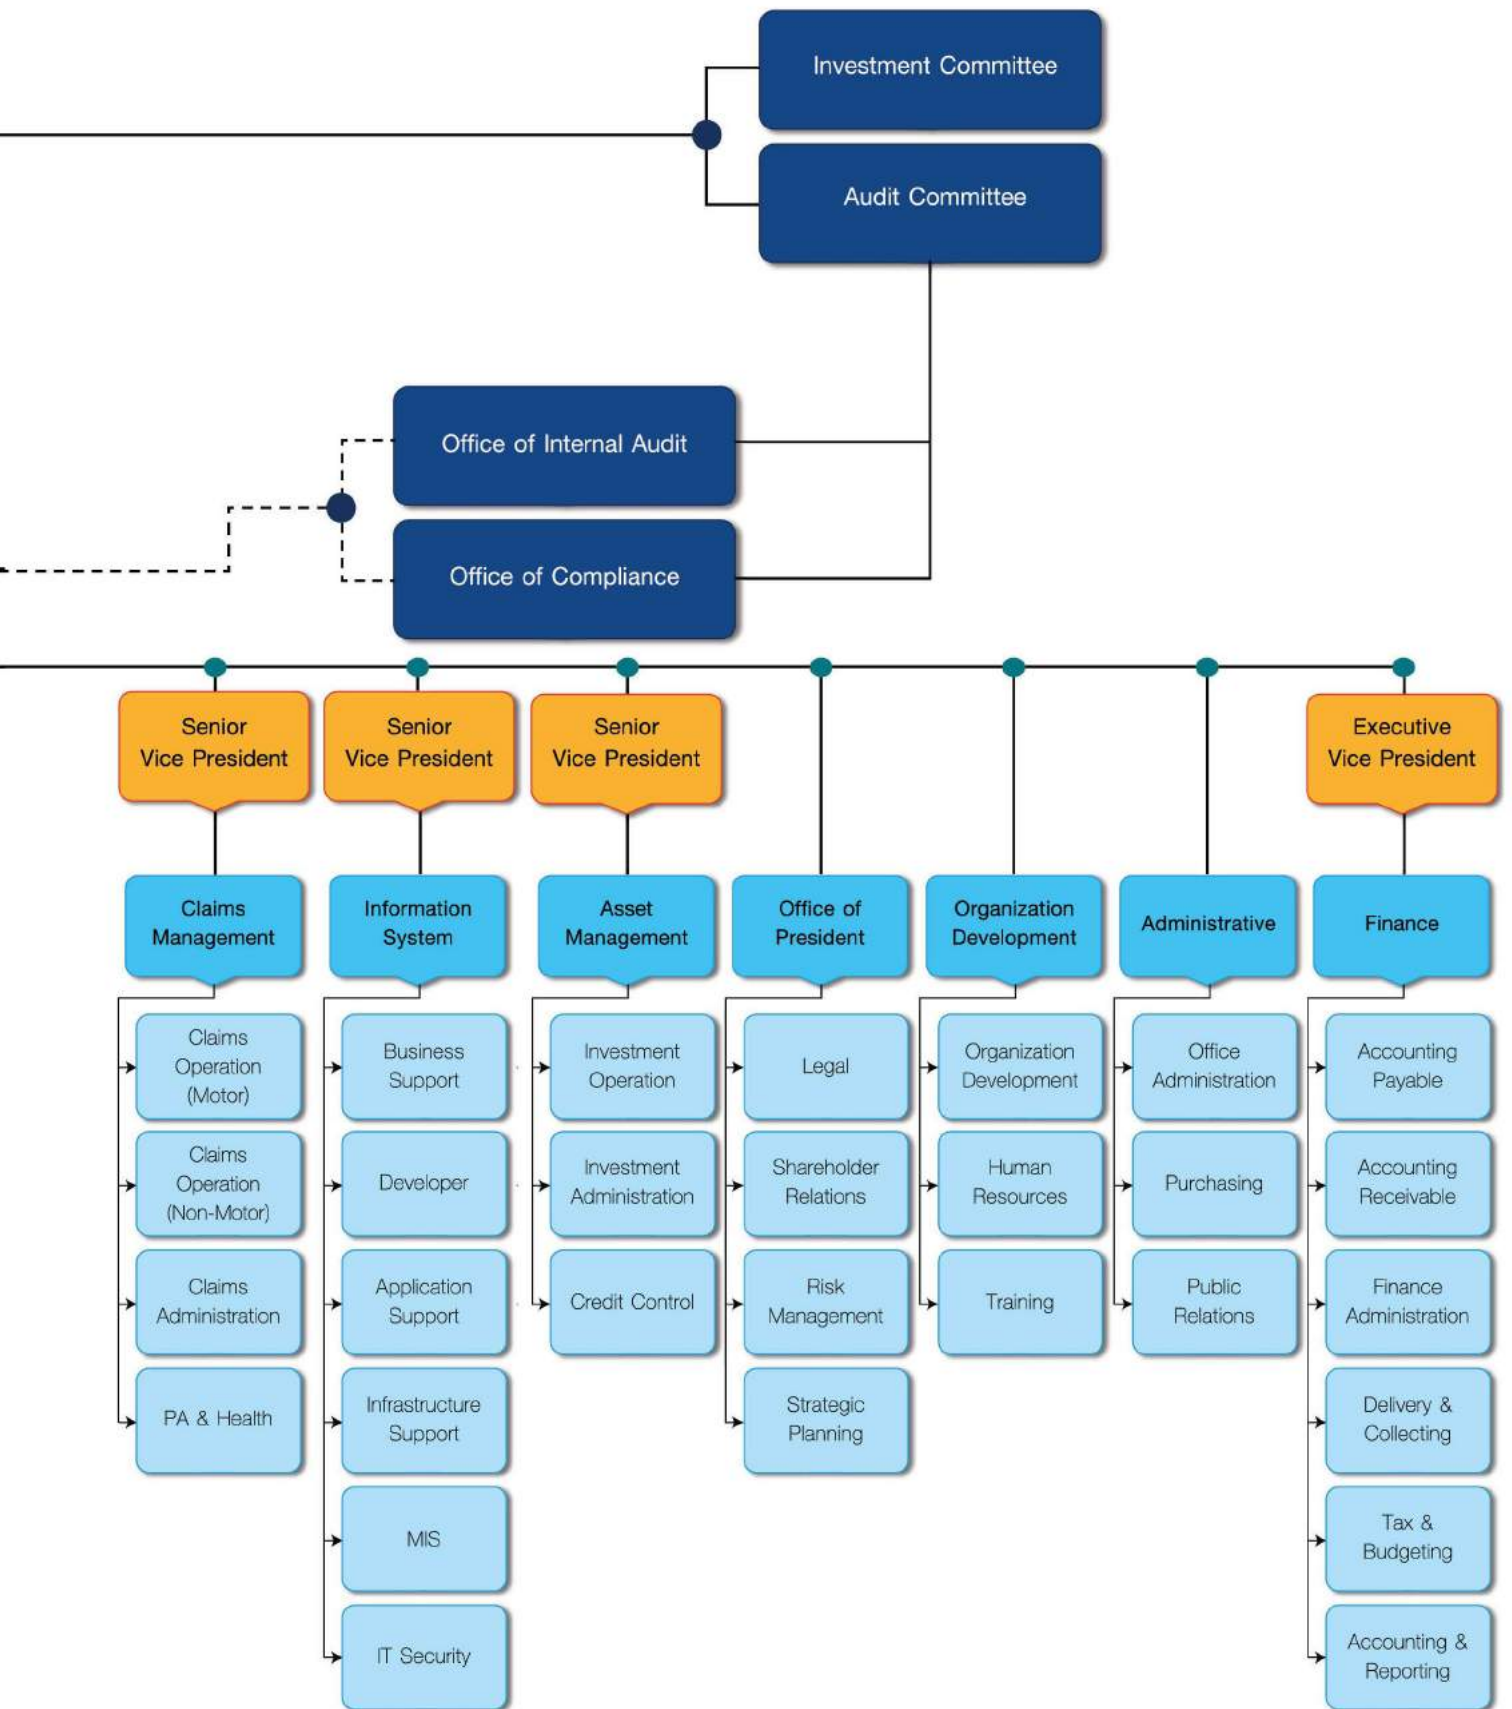 Investment Committee
Audit Committee
Office of Internal Audit
Office of Compliance
Senior
Vice President
Senior
Vice President
Senior
Vice President
Executive
Vice President
Claims
Management
Information
System
Asset
Management
Office of
President
Organization
Development
Administrative
Finance
Claims
Operation
(Motor)
Claims
Operation
(Non-Motor)
Claims
Administration
PA & Health
Business
Support
Developer
Application
Support
Infrastructure
Support
MIS
IT Security
Investment
Operation
Investment
Administration
Credit Control
Legal
Shareholder
Relations
Risk
Management
Strategic
Planning
Organization
Development
Human
Resources
Training
Office
Administration
Purchasing
Public
Relations
Accounting
Payable
Accounting
Receivable
Finance
Administration
Delivery &
Collecting
Tax &
Budgeting
Accounting &
Reporting